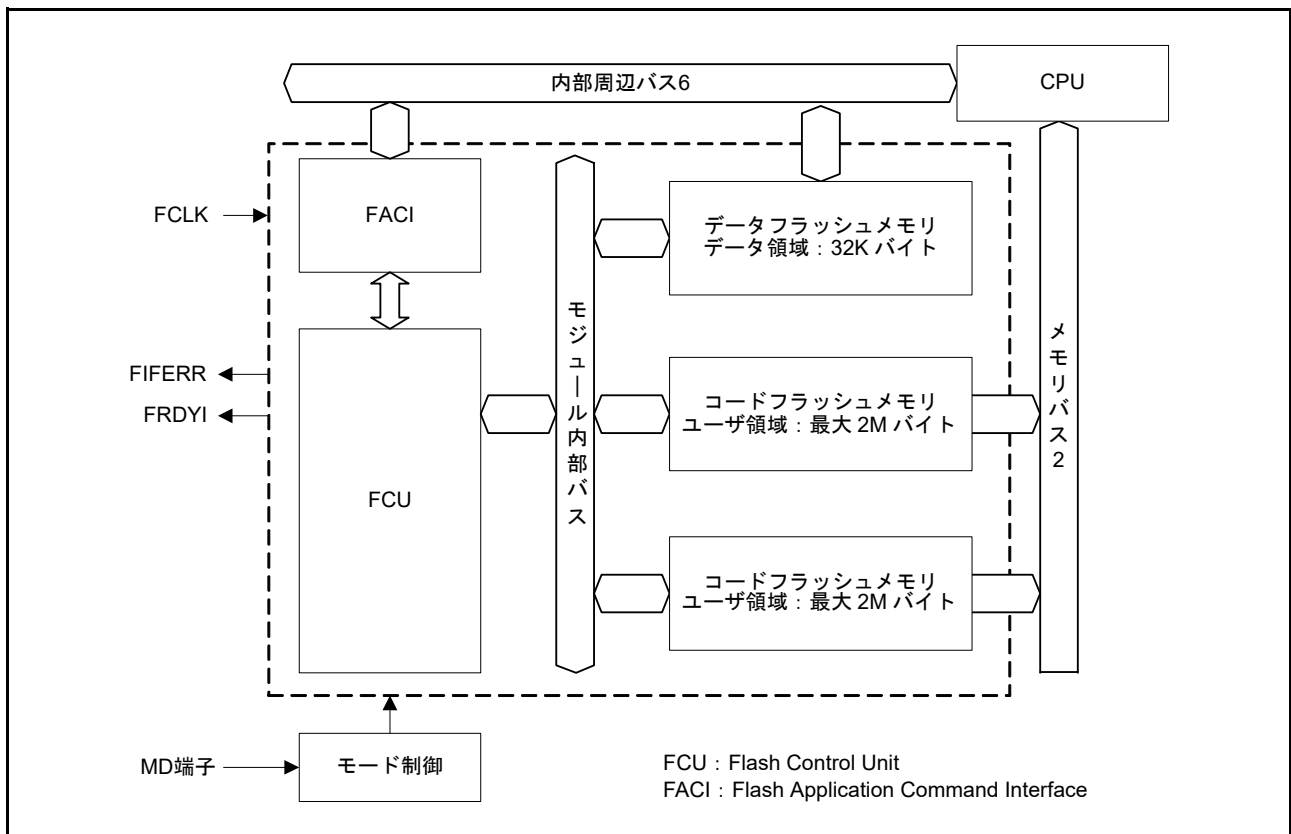 内部周辺バス6
CPU
FACI
FCLK
データフラッシュメモリ
データ領域：32K バイト
モジュール内部バス
メモリバス2
FIFERR
FRDYI
コードフラッシュメモリ
ユーザ領域：最大 2M バイト
FCU
コードフラッシュメモリ
ユーザ領域：最大 2M バイト
MD端子
モード制御
FCU：Flash Control Unit
FACI：Flash Application Command Interface